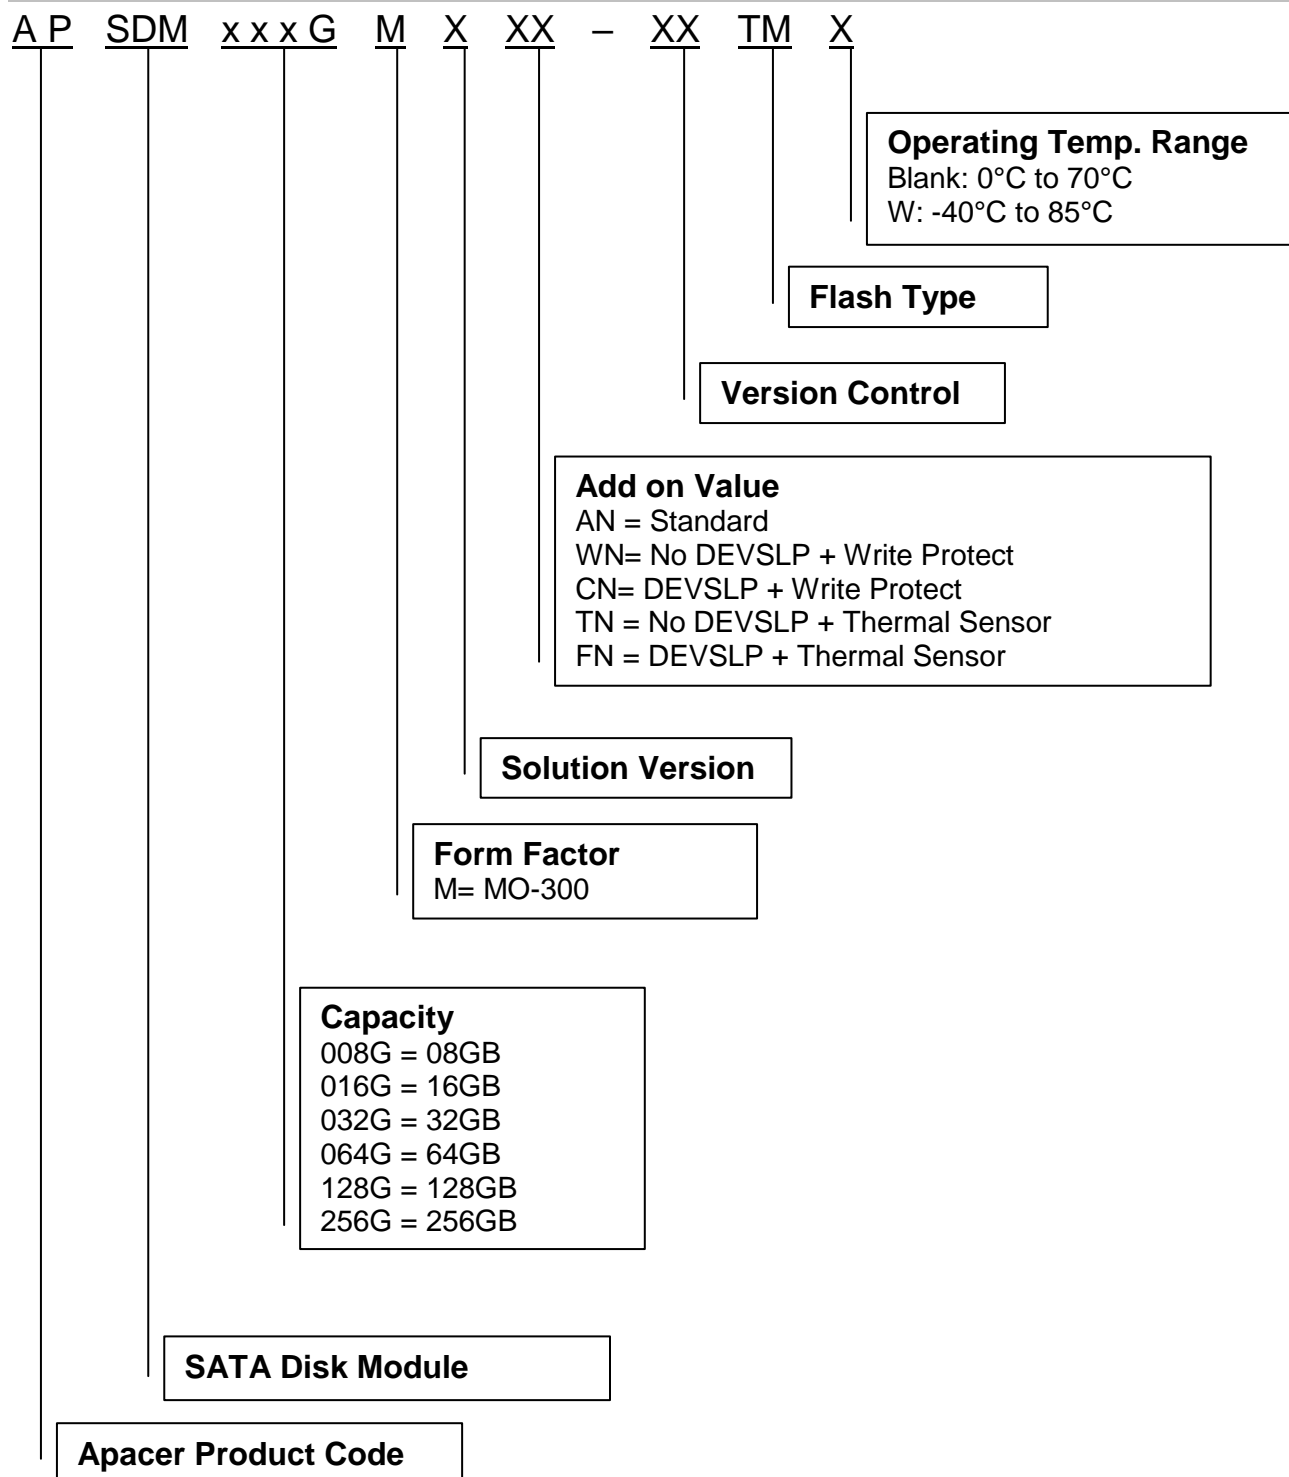 A P SDM x x x G M X XX – XX TM X
Operating Temp. Range
Blank: 0°C to 70°C
W: -40°C to 85°C
Flash Type
Version Control
Add on Value
AN = Standard
WN= No DEVSLP + Write Protect
CN= DEVSLP + Write Protect
TN = No DEVSLP + Thermal Sensor
FN = DEVSLP + Thermal Sensor
Solution Version
Form Factor
M= MO-300
Capacity
008G = 08GB
016G = 16GB
032G = 32GB
064G = 64GB
128G = 128GB
256G = 256GB
SATA Disk Module
Apacer Product Code